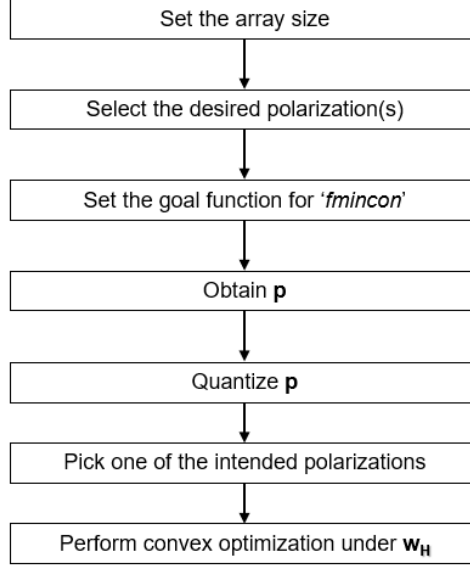 Set the array size
Select the desired polarization(s)
Set the goal function for ‘fmincon’
Obtain p
Quantize p
Pick one of the intended polarizations
Perform convex optimization under w_H